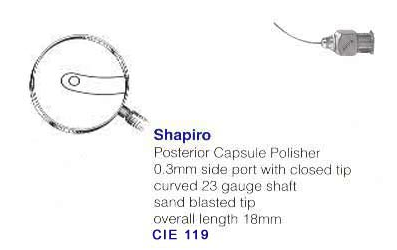 Shapiro
Posterior Capsule Polisher
0.3mm side port with closed tip
curved 23 gauge shaft
sand blasted tip
overall length 18mm
CIE 119